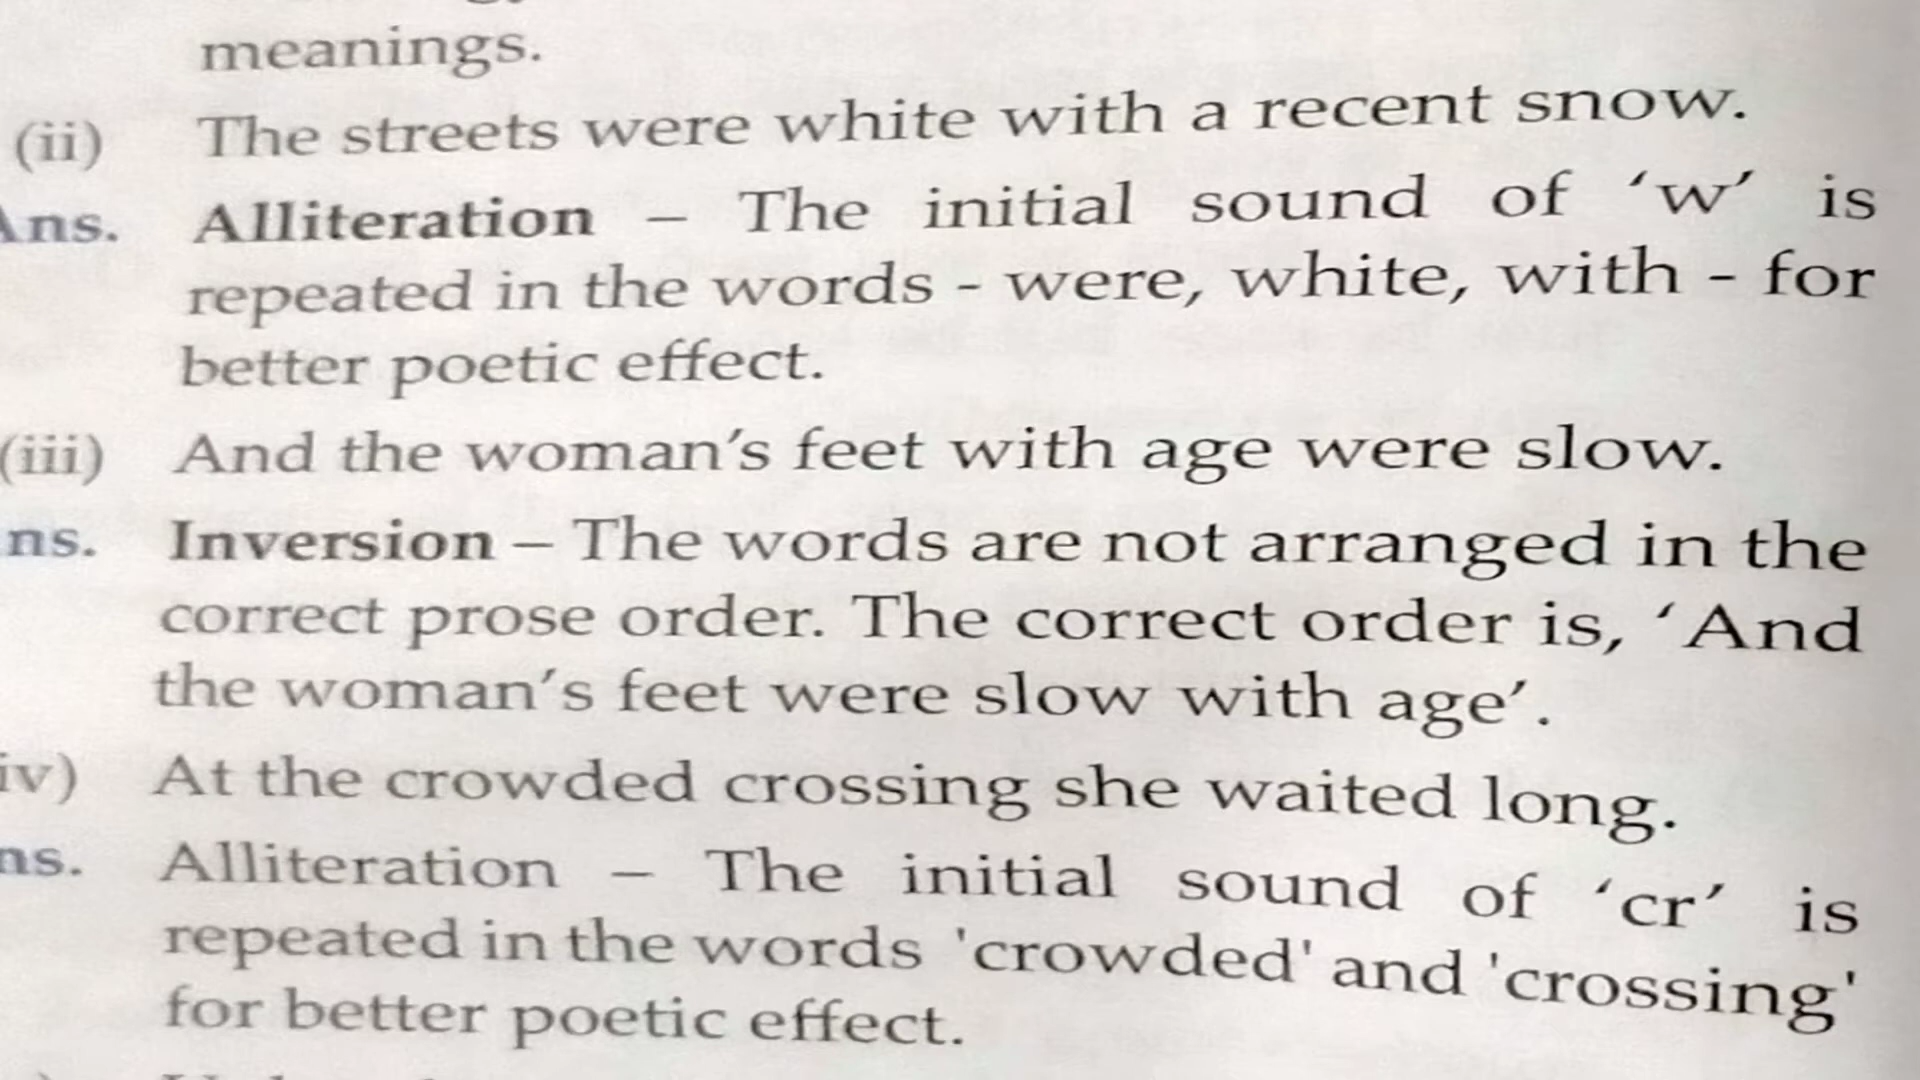 meanings.
(ii) The streets were white with a recent snow.
Ans. Alliteration – The initial sound of ‘w’ is
repeated in the words - were, white, with - for
better poetic effect.
(iii) And the woman’s feet with age were slow.
ns. Inversion – The words are not arranged in the
correct prose order. The correct order is, ‘And
the woman’s feet were slow with age’.
iv) At the crowded crossing she waited long.
ns. Alliteration – The initial sound of ‘cr’ is
repeated in the words 'crowded' and 'crossing'
for better poetic effect.